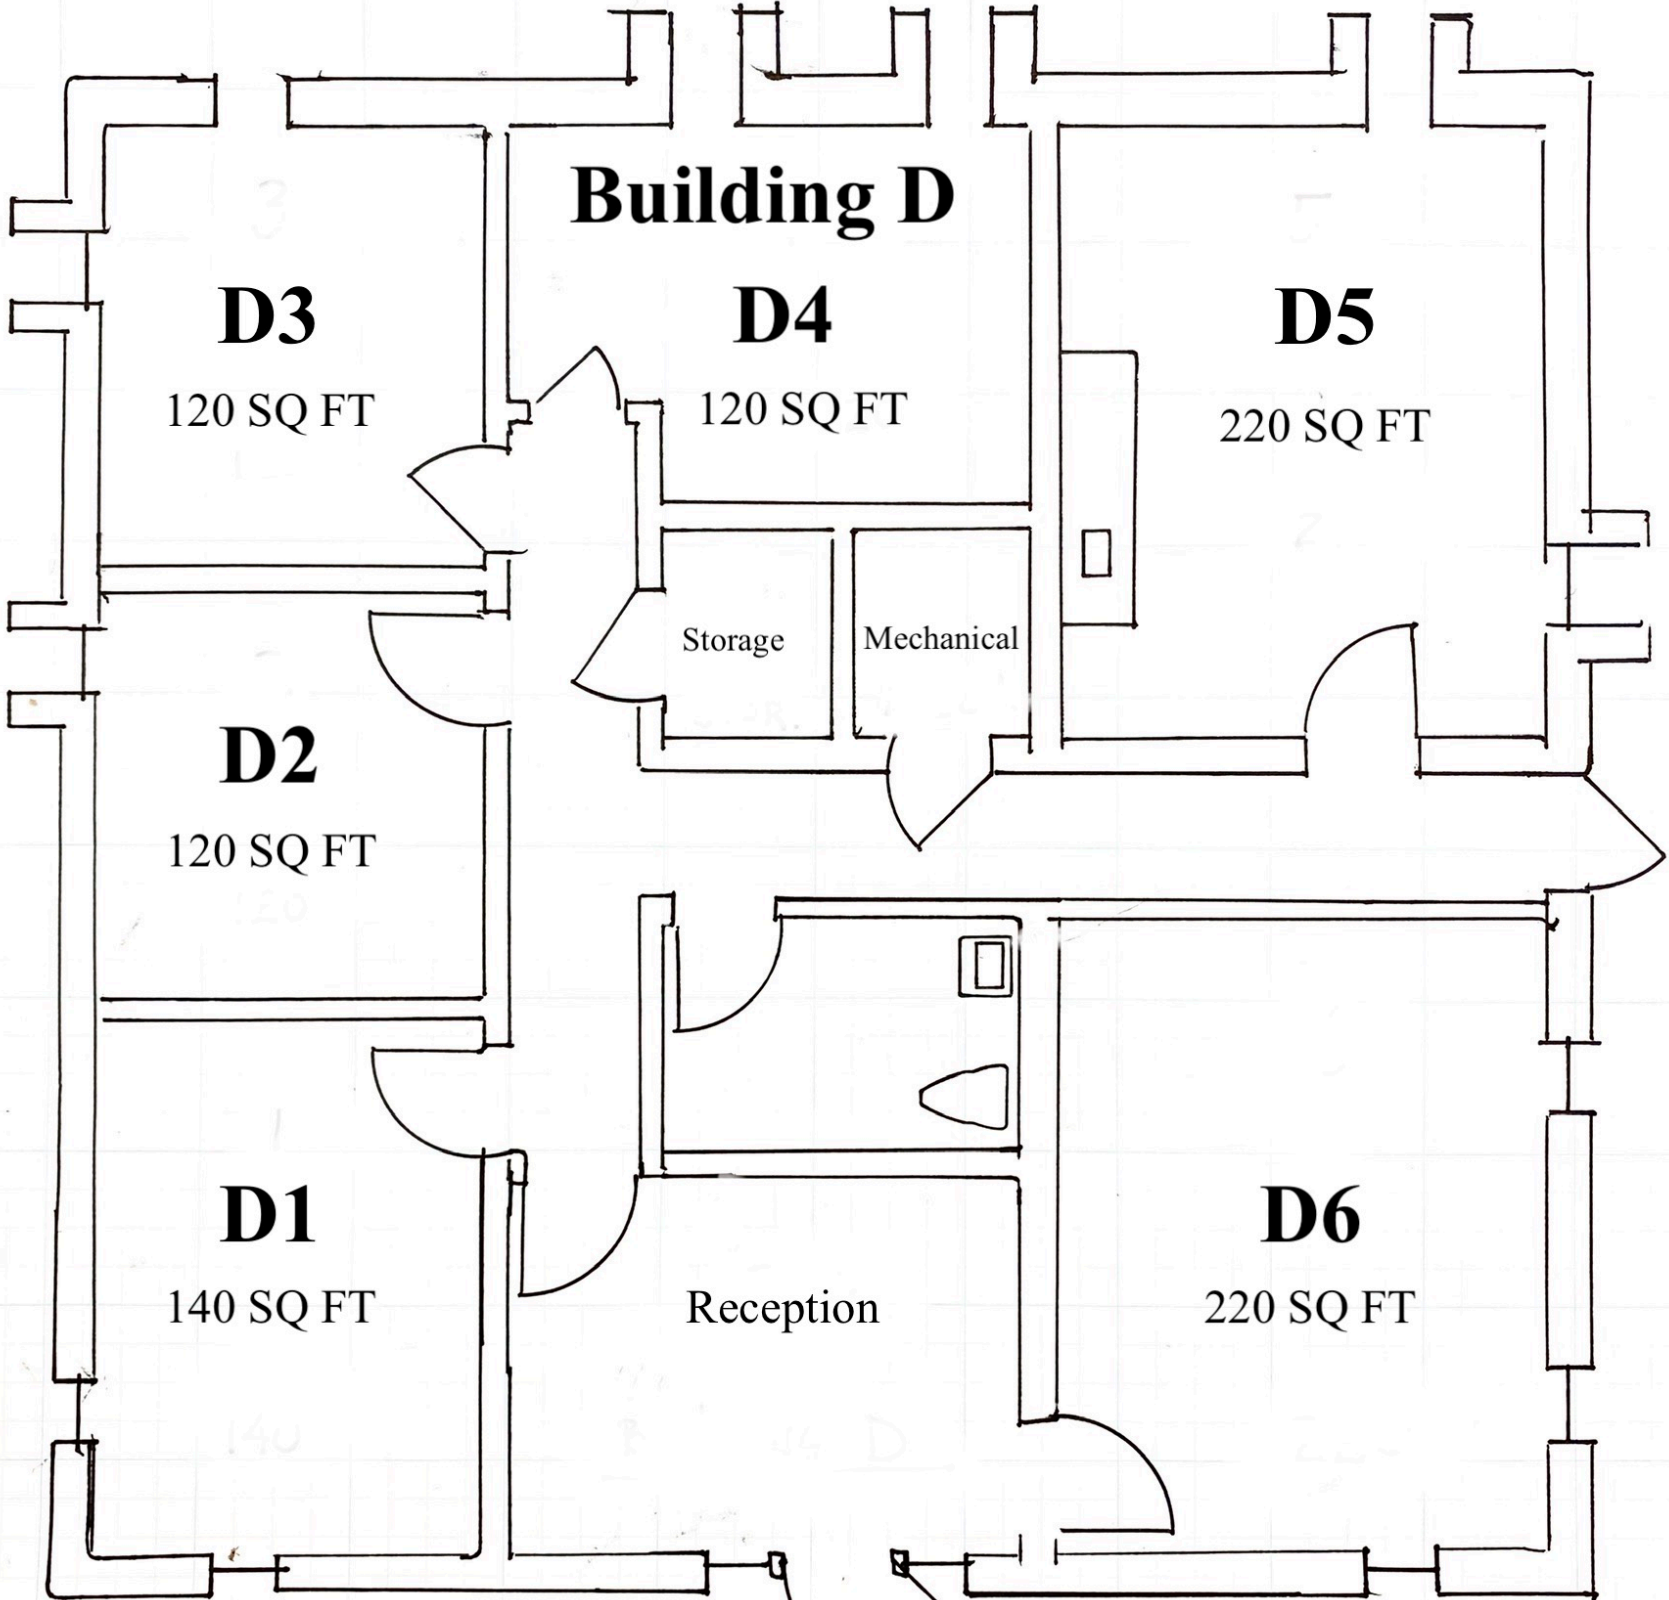 Building D
D3
120 SQ FT
D4
120 SQ FT
D5
220 SQ FT
Storage
Mechanical
D2
120 SQ FT
D1
140 SQ FT
Reception
D6
220 SQ FT